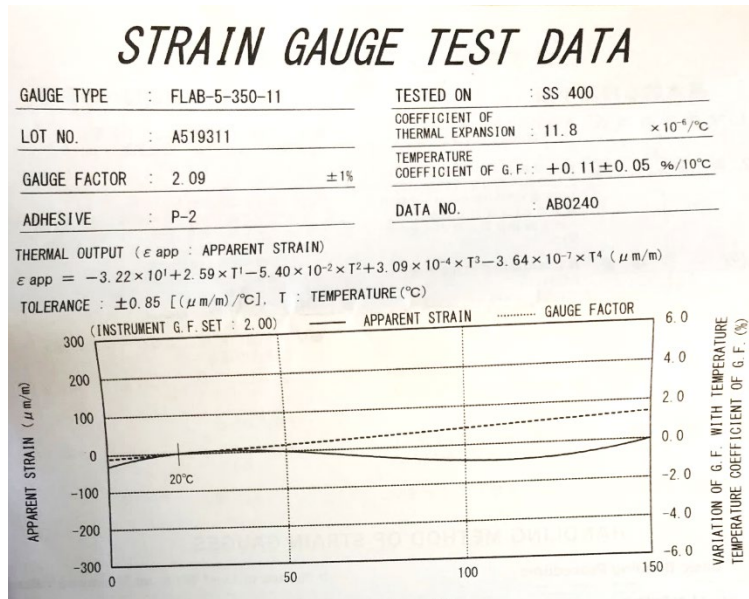 STRAIN GAUGE TEST DATA
GAUGE TYPE : FLAB-5-350-11
TESTED ON : SS 400
LOT NO. : A519311
COEFFICIENT OF
THERMAL EXPANSION : 11.8 ×10⁻⁶/℃
GAUGE FACTOR : 2.09 ±1%
TEMPERATURE
COEFFICIENT OF G.F.: +0.11±0.05 %/10℃
ADHESIVE : P-2
DATA NO. : AB0240
THERMAL OUTPUT (ε app : APPARENT STRAIN)
ε app = −3.22×10¹+2.59×T¹−5.40×10⁻²×T²+3.09×10⁻⁴×T³−3.64×10⁻⁷×T⁴ (μm/m)
TOLERANCE : ±0.85 [(μm/m)/℃], T : TEMPERATURE(℃)
(INSTRUMENT G.F.SET : 2.00) APPARENT STRAIN GAUGE FACTOR
APPARENT STRAIN (μm/m)
300
200
100
0
-100
-200
-300
20℃
0 50 100 150
6.0
4.0
2.0
0.0
-2.0
-4.0
-6.0
VARIATION OF G.F. WITH TEMPERATURE
TEMPERATURE COEFFICIENT OF G.F. (%)